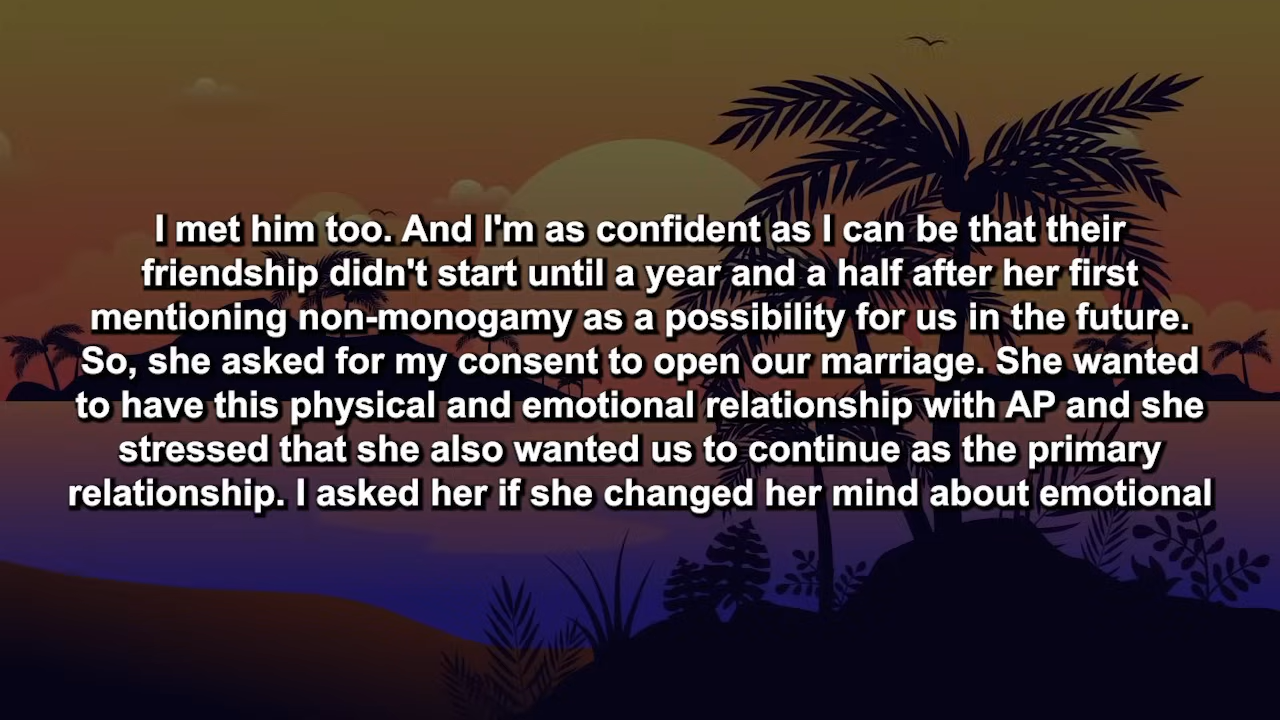 I met him too. And I'm as confident as I can be that their
friendship didn't start until a year and a half after her first
mentioning non-monogamy as a possibility for us in the future.
So, she asked for my consent to open our marriage. She wanted
to have this physical and emotional relationship with AP and she
stressed that she also wanted us to continue as the primary
relationship. I asked her if she changed her mind about emotional